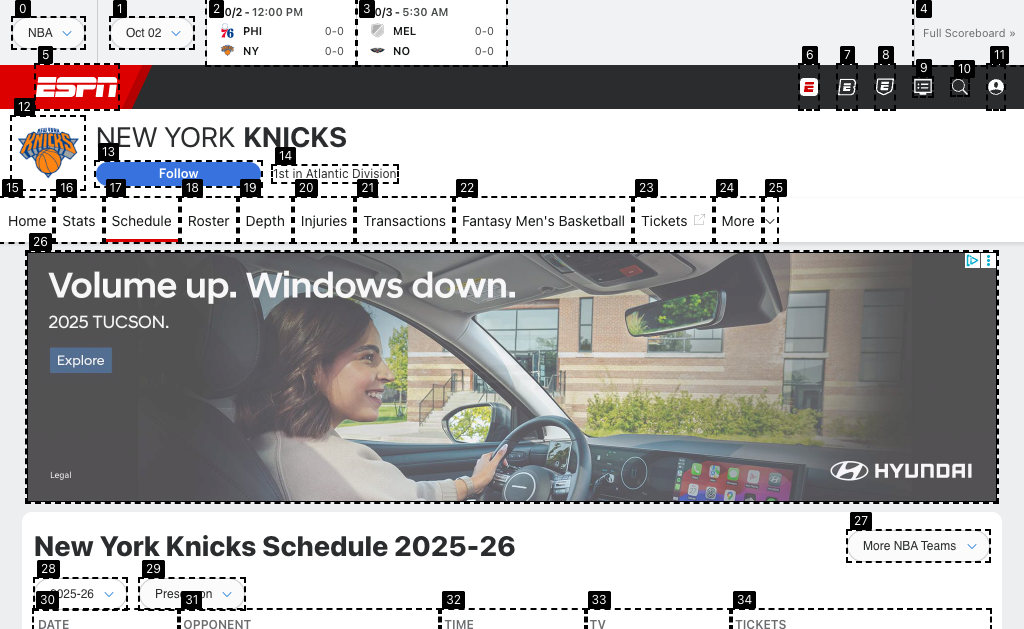 0
1
2
3
4
NBA
Oct 02
0/2 - 12:00 PM
PHI 0-0
NY 0-0
0/3 - 5:30 AM
MEL 0-0
NO 0-0
Full Scoreboard »
5
6
7
8
9
10
11
ESPN
12
NEW YORK KNICKS
13
Follow
14
1st in Atlantic Division
15
16
17
18
19
20
21
22
23
24
25
Home
Stats
Schedule
Roster
Depth
Injuries
Transactions
Fantasy Men's Basketball
Tickets
More
26
Volume up. Windows down.
2025 TUCSON.
Explore
Legal
HYUNDAI
27
New York Knicks Schedule 2025-26
More NBA Teams
28
29
2025-26
30
31
32
33
34
DATE
OPPONENT
TIME
TV
TICKETS